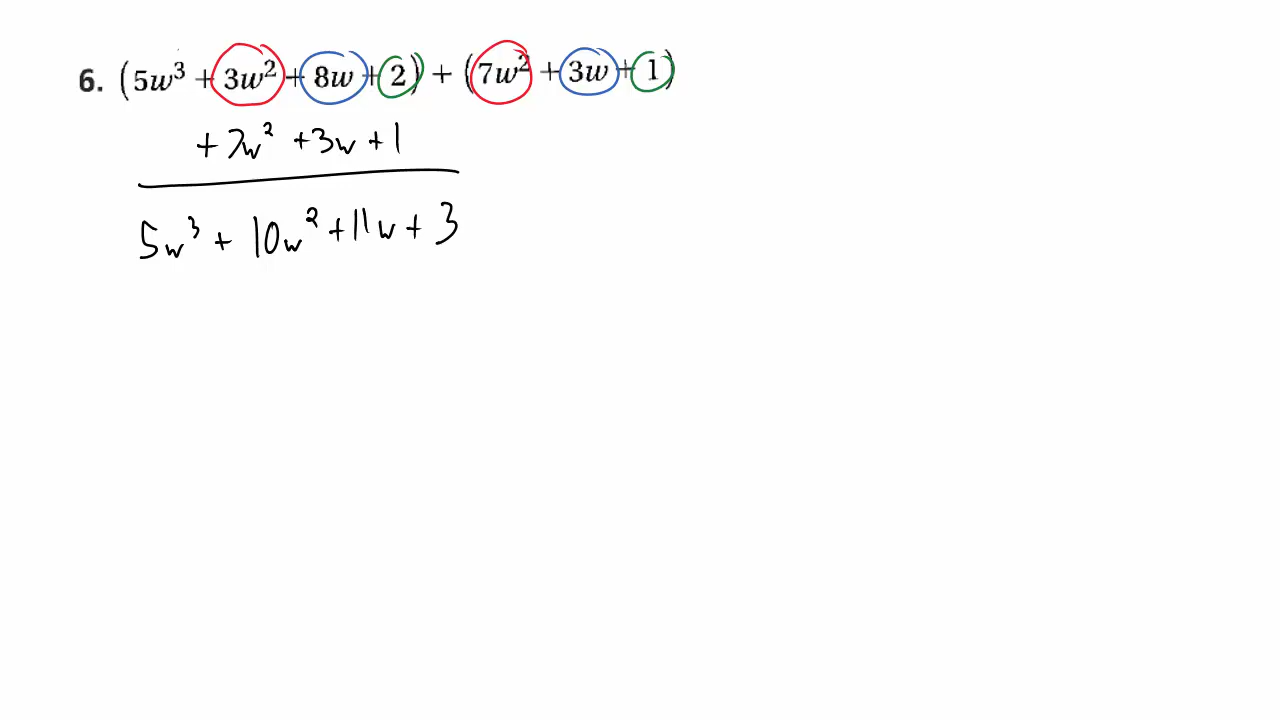 6. (5w³ + 3w² + 8w + 2) + (7w² + 3w + 1)
+ 7w² + 3w + 1
5w³ + 10w² + 11w + 3